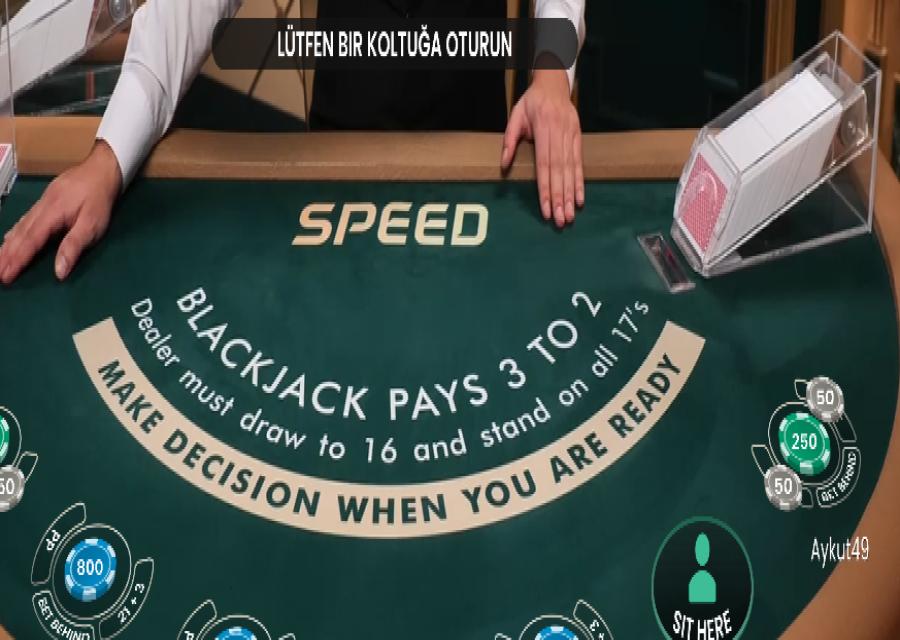 LÜTFEN BIR KOLTUĞA OTURUN
SPEED
BLACKJACK PAYS 3 TO 2
Dealer must draw to 16 and stand on all 17's
MAKE DECISION WHEN YOU ARE READY
50
250
50
BET BEHIND
50
PP
800
21 + 3
BET BEHIND
Aykut49
SIT HERE